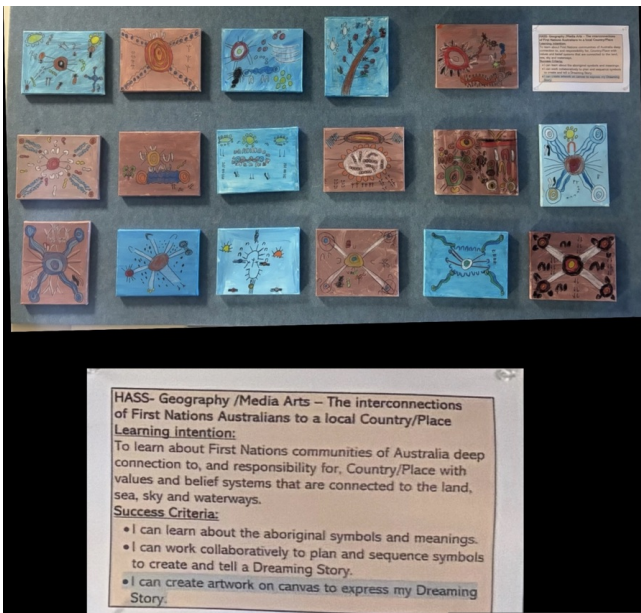 HASS- Geography /Media Arts – The interconnections
of First Nations Australians to a local Country/Place
Learning intention:
To learn about First Nations communities of Australia deep
connection to, and responsibility for, Country/Place with
values and belief systems that are connected to the land,
sea, sky and waterways.
Success Criteria:
• I can learn about the aboriginal symbols and meanings.
• I can work collaboratively to plan and sequence symbols
to create and tell a Dreaming Story.
• I can create artwork on canvas to express my Dreaming
Story.